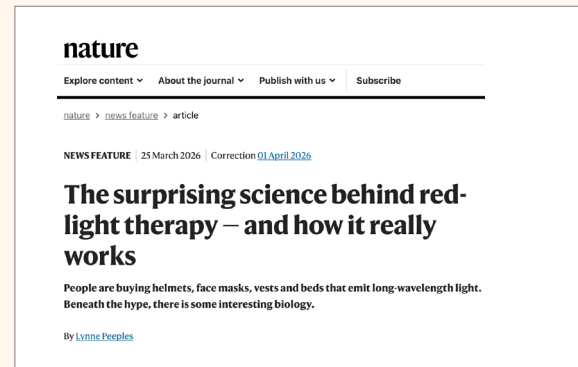 nature
Explore content About the journal Publish with us Subscribe
nature > news feature > article
NEWS FEATURE | 25 March 2026 | Correction 01 April 2026
The surprising science behind red-
light therapy — and how it really
works
People are buying helmets, face masks, vests and beds that emit long-wavelength light.
Beneath the hype, there is some interesting biology.
By Lynne Peeples